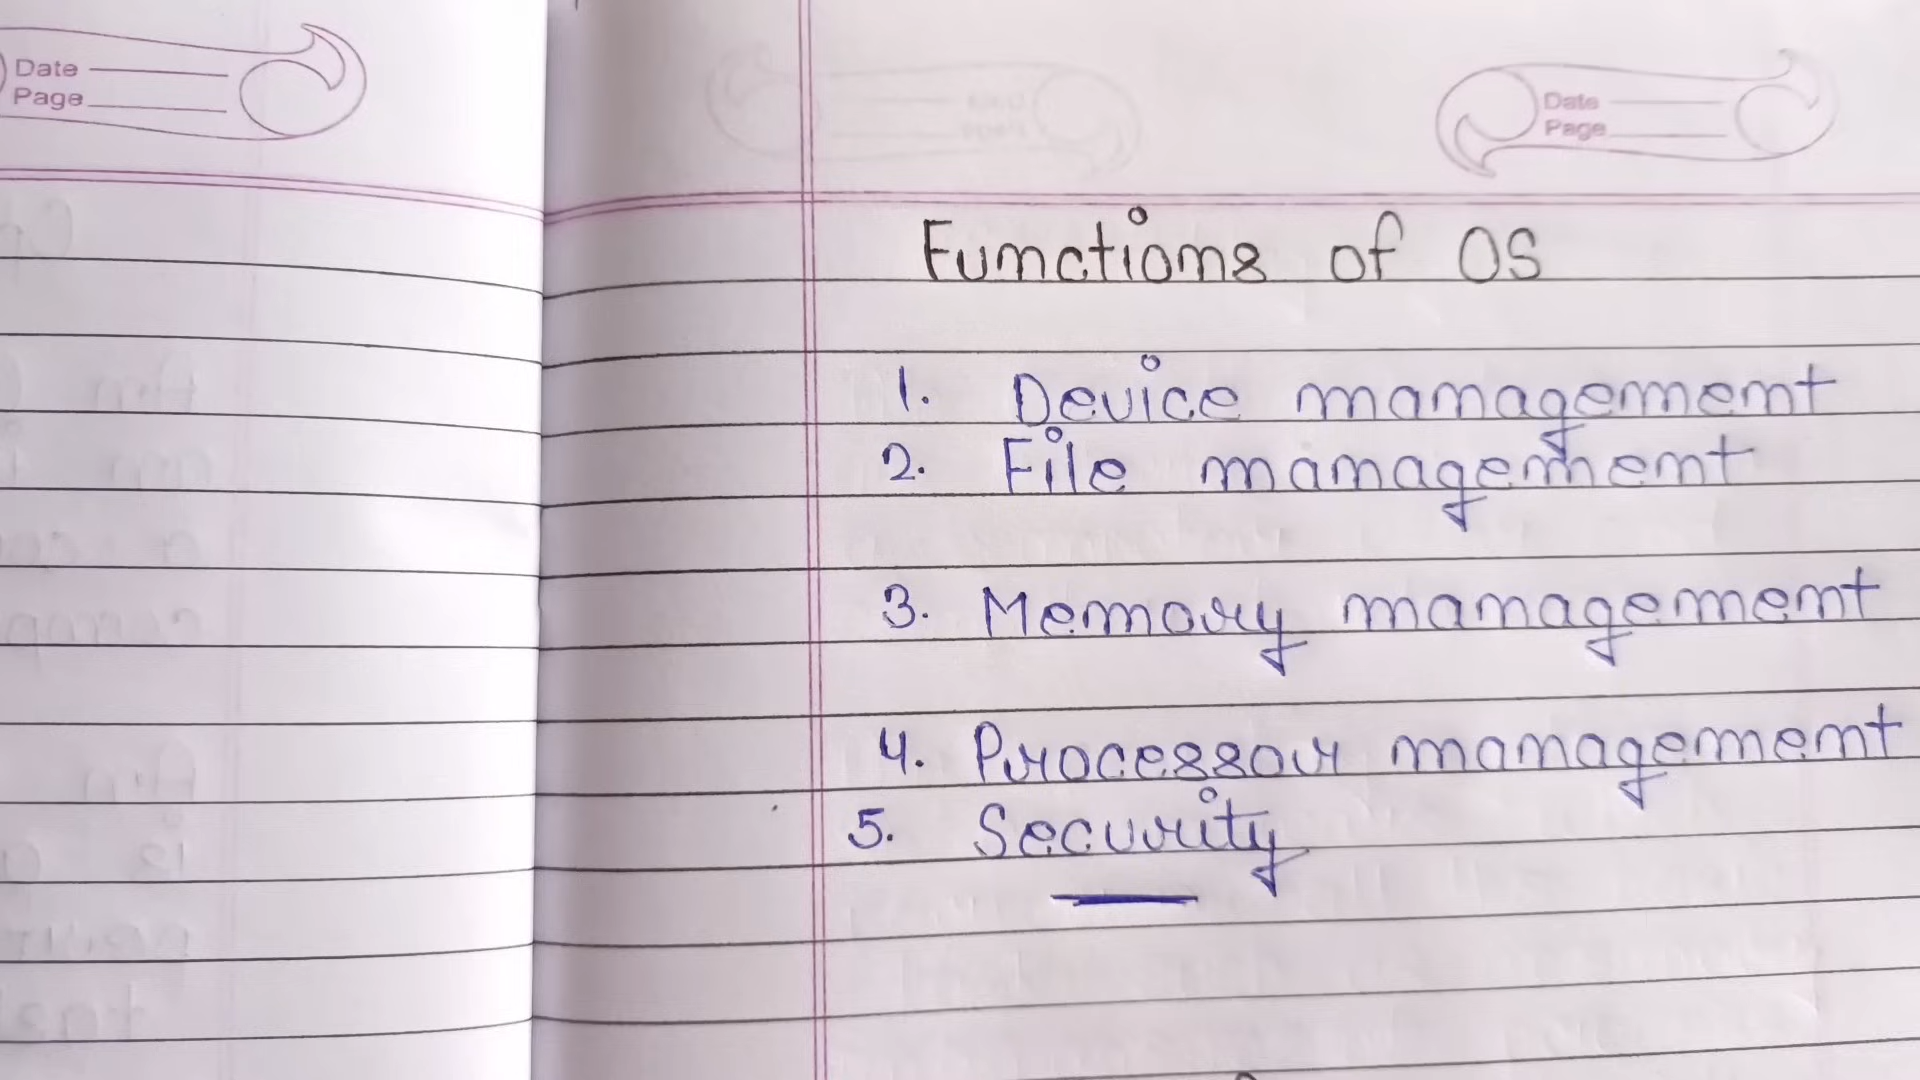 Date
Page
Date
Page
Functions of OS
1. Device management
2. File management
3. Memory management
4. Processor management
5. Security